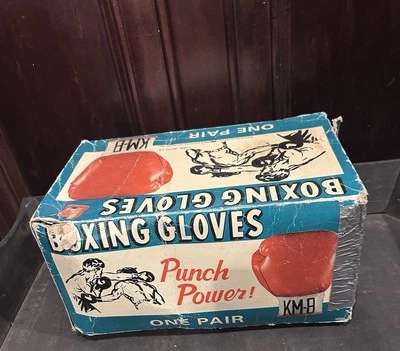 ONE PAIR
KM-8
BOXING GLOVES
BOXING GLOVES
Punch
Power!
KM-8
ONE PAIR